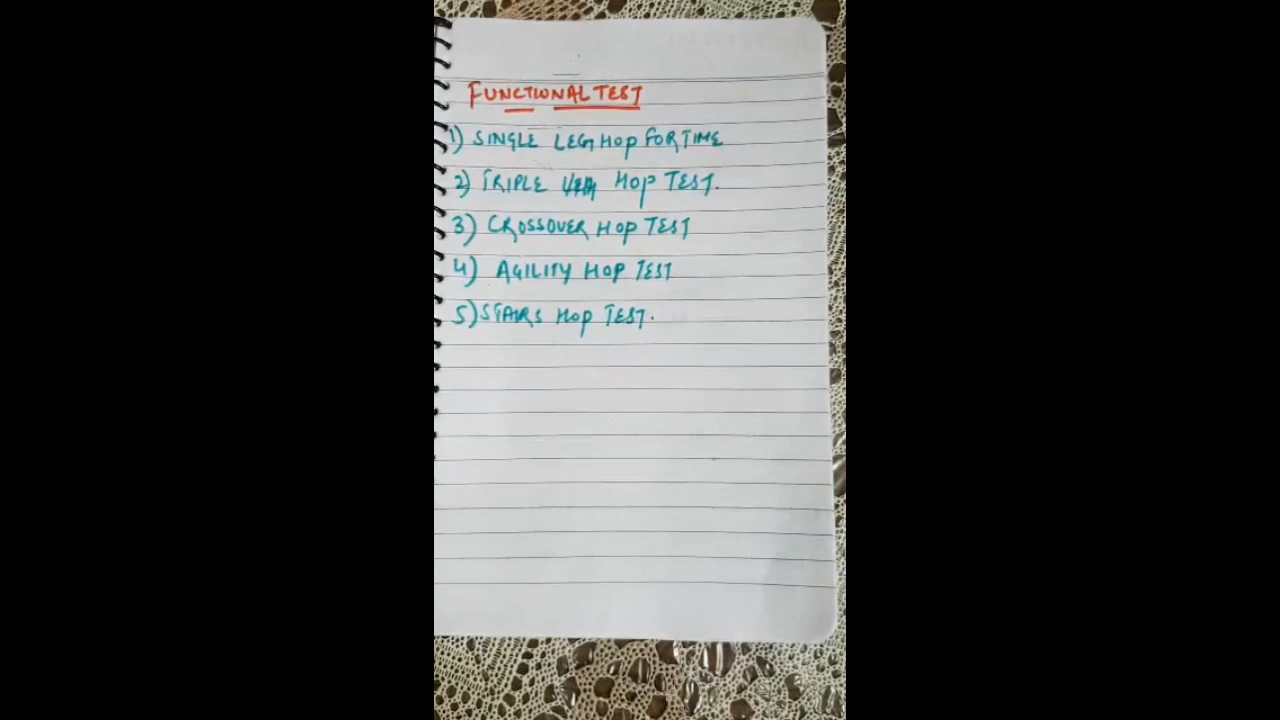 FUNCTIONAL TEST
1) SINGLE LEG HOP FOR TIME
2) TRIPLE HOP TEST.
3) CROSSOVER HOP TEST
4) AGILITY HOP TEST
5) STAIRS HOP TEST.